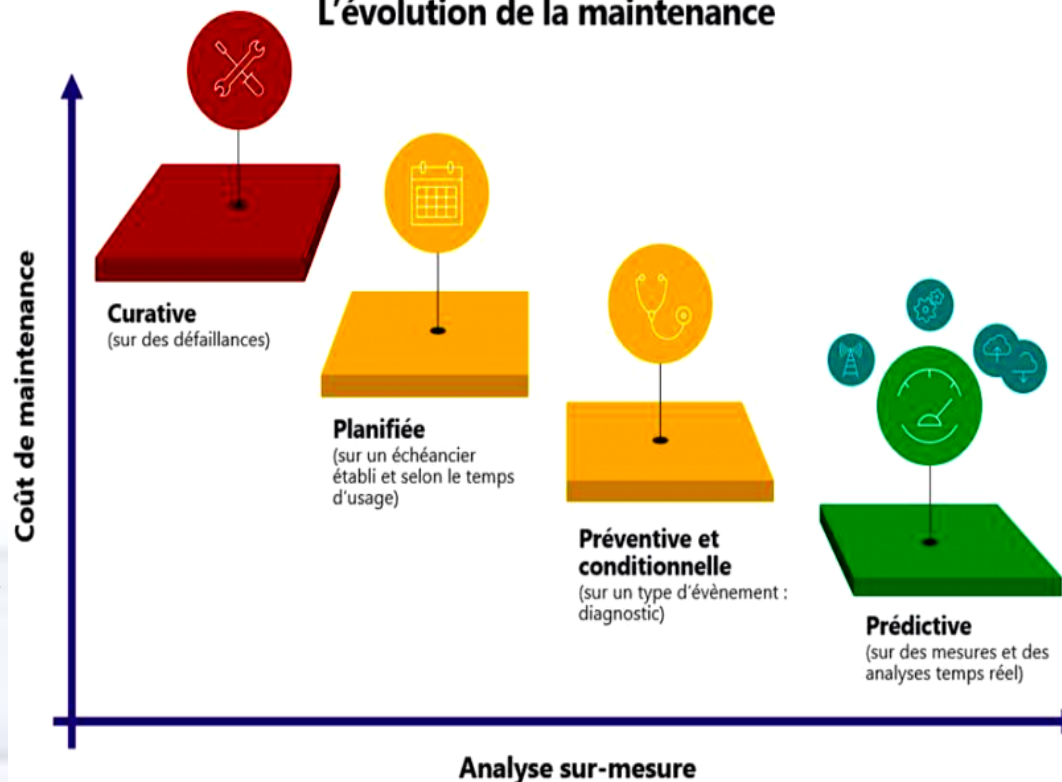 L'évolution de la maintenance
Coût de maintenance
Curative
(sur des défaillances)
Planifiée
(sur un échéancier
établi et selon le temps
d'usage)
Préventive et
conditionnelle
(sur un type d'évènement :
diagnostic)
Prédictive
(sur des mesures et des
analyses temps réel)
Analyse sur-mesure